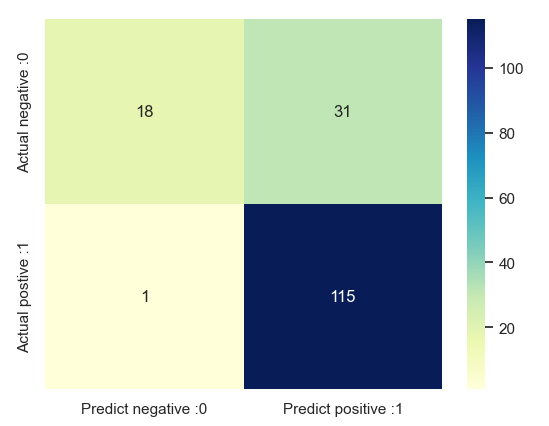 Actual negative :0
18
31
Actual postive :1
1
115
Predict negative :0
Predict positive :1
100
80
60
40
20